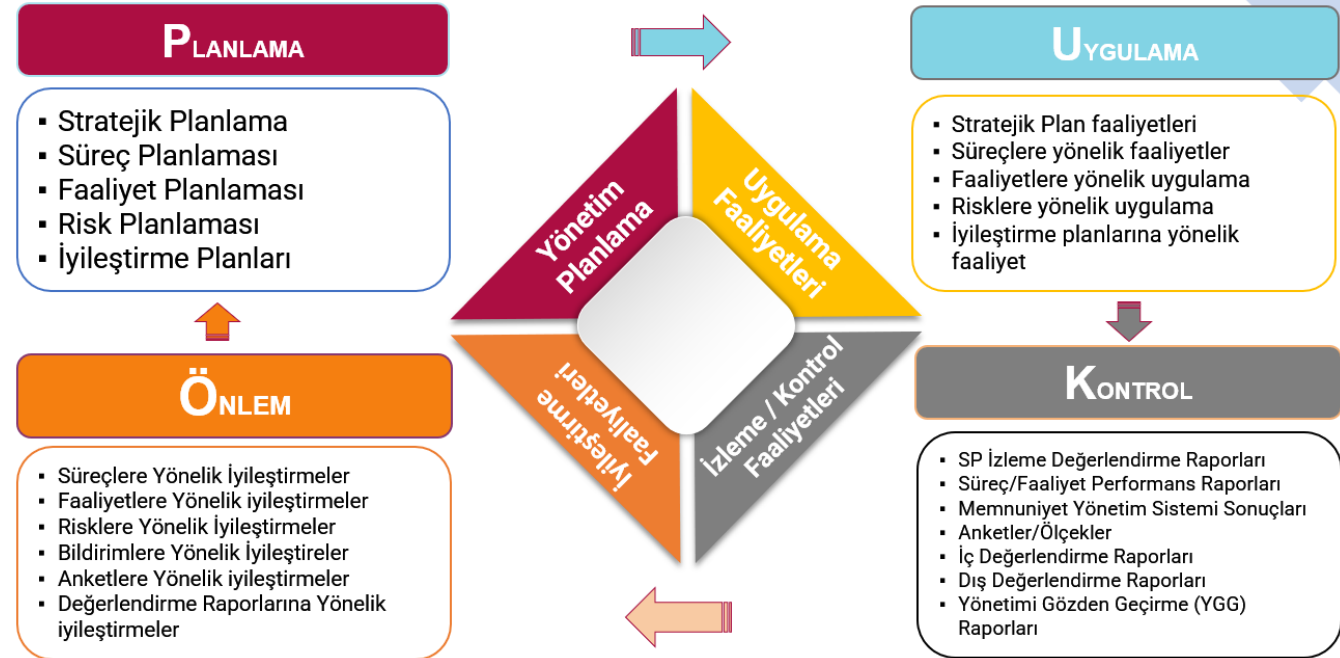 PLANLAMA
▪ Stratejik Planlama
▪ Süreç Planlaması
▪ Faaliyet Planlaması
▪ Risk Planlaması
▪ İyileştirme Planları
UYGULAMA
▪ Stratejik Plan faaliyetleri
▪ Süreçlere yönelik faaliyetler
▪ Faaliyetlere yönelik uygulama
▪ Risklere yönelik uygulama
▪ İyileştirme planlarına yönelik
faaliyet
Yönetim
Planlama
Uygulama
Faaliyetleri
İyileştirme
Faaliyetleri
İzleme / Kontrol
Faaliyetleri
ÖNLEM
▪ Süreçlere Yönelik İyileştirmeler
▪ Faaliyetlere Yönelik iyileştirmeler
▪ Risklere Yönelik İyileştirmeler
▪ Bildirimlere Yönelik İyileştireler
▪ Anketlere Yönelik iyileştirmeler
▪ Değerlendirme Raporlarına Yönelik
iyileştirmeler
KONTROL
▪ SP İzleme Değerlendirme Raporları
▪ Süreç/Faaliyet Performans Raporları
▪ Memnuniyet Yönetim Sistemi Sonuçları
▪ Anketler/Ölçekler
▪ İç Değerlendirme Raporları
▪ Dış Değerlendirme Raporları
▪ Yönetimi Gözden Geçirme (YGG)
Raporları